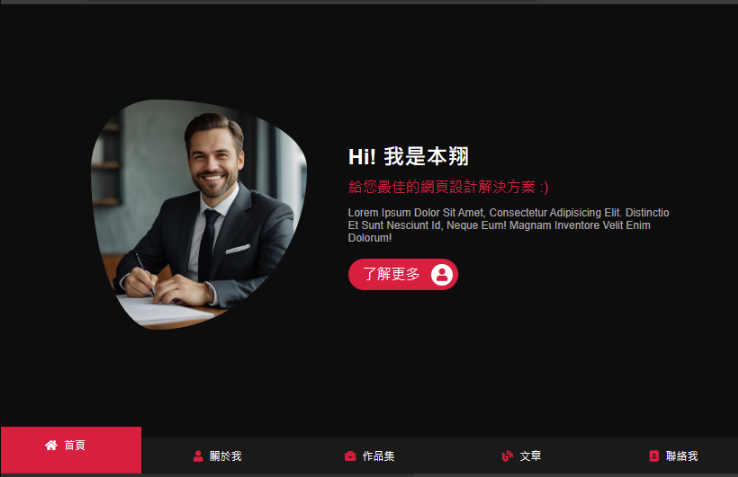 Hi! 我是本翔
給您最佳的網頁設計解決方案 :)
Lorem Ipsum Dolor Sit Amet, Consectetur Adipisicing Elit. Distinctio
Et Sunt Nesciunt Id, Neque Eum! Magnam Inventore Velit Enim
Dolorum!
了解更多
首頁
關於我
作品集
文章
聯絡我